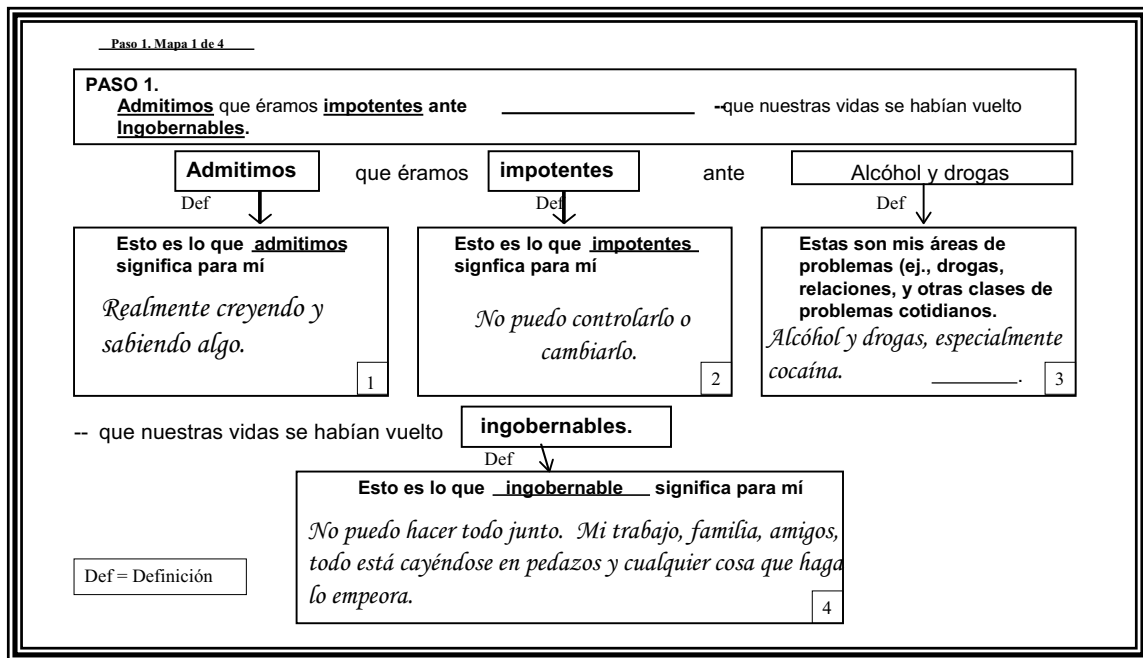 Paso 1. Mapa 1 de 4
PASO 1.
Admitimos que éramos impotentes ante ________________ --que nuestras vidas se habían vuelto
Ingobernables.
Admitimos que éramos impotentes ante Alcóhol y drogas
Def Def Def
Esto es lo que admitimos
signífica para mí
Realmente creyendo y
sabiendo algo.
1
Esto es lo que impotentes
signfica para mí
No puedo controlarlo o
cambiarlo.
2
Estas son mis áreas de
problemas (ej., drogas,
relaciones, y otras clases de
problemas cotidianos.
Alcóhol y drogas, especialmente
cocaína. ________.
3
-- que nuestras vidas se habían vuelto ingobernables.
Def
Esto es lo que ingobernable significa para mí
No puedo hacer todo junto. Mi trabajo, familia, amigos,
todo está cayéndose en pedazos y cualquier cosa que haga
lo empeora.
4
Def = Definición